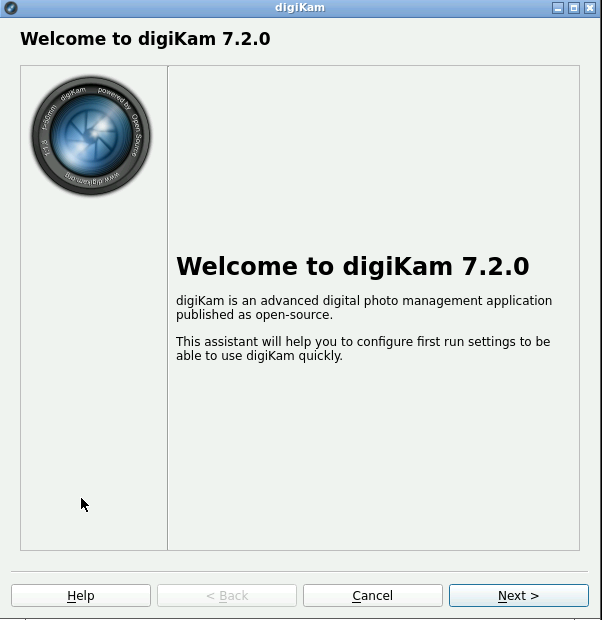 digiKam
Welcome to digiKam 7.2.0
digiKam powered by Open Source
www.digikam.org
Welcome to digiKam 7.2.0
digiKam is an advanced digital photo management application
published as open-source.
This assistant will help you to configure first run settings to be
able to use digiKam quickly.
Help
< Back
Cancel
Next >